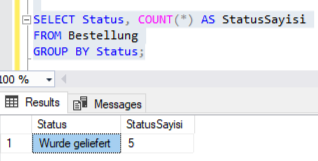 SELECT Status, COUNT(*) AS StatusSayisi
FROM Bestellung
GROUP BY Status;
100 %
Results Messages
Status StatusSayisi
1 Wurde geliefert 5